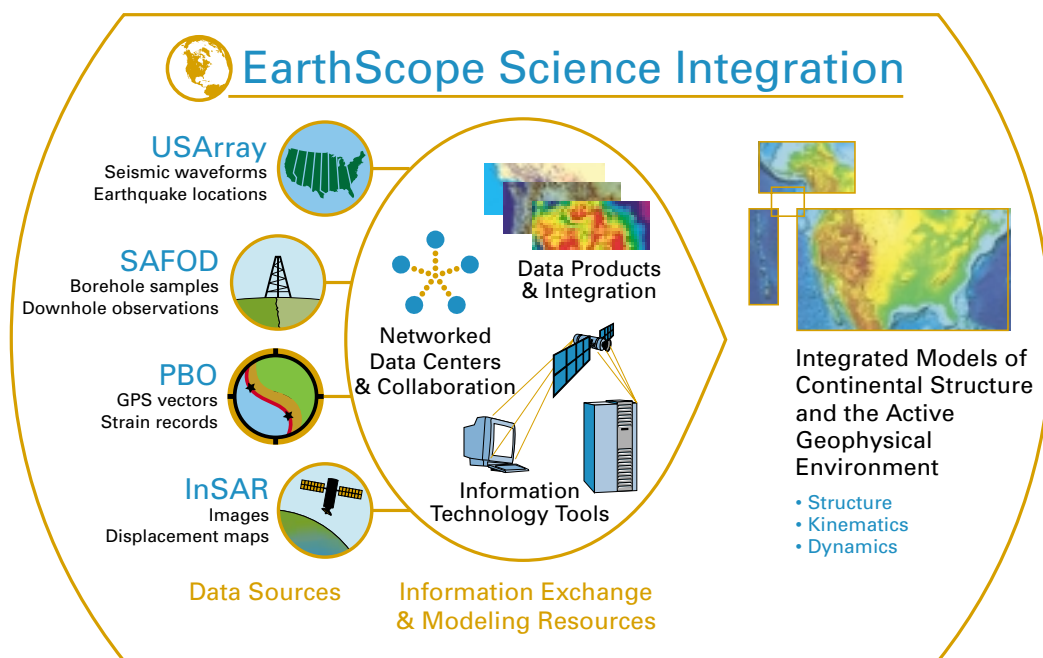 EarthScope Science Integration
USArray
Seismic waveforms
Earthquake locations
SAFOD
Borehole samples
Downhole observations
PBO
GPS vectors
Strain records
InSAR
Images
Displacement maps
Data Sources
Data Products
& Integration
Networked
Data Centers
& Collaboration
Information
Technology Tools
Information Exchange
& Modeling Resources
Integrated Models of
Continental Structure
and the Active
Geophysical
Environment
• Structure
• Kinematics
• Dynamics